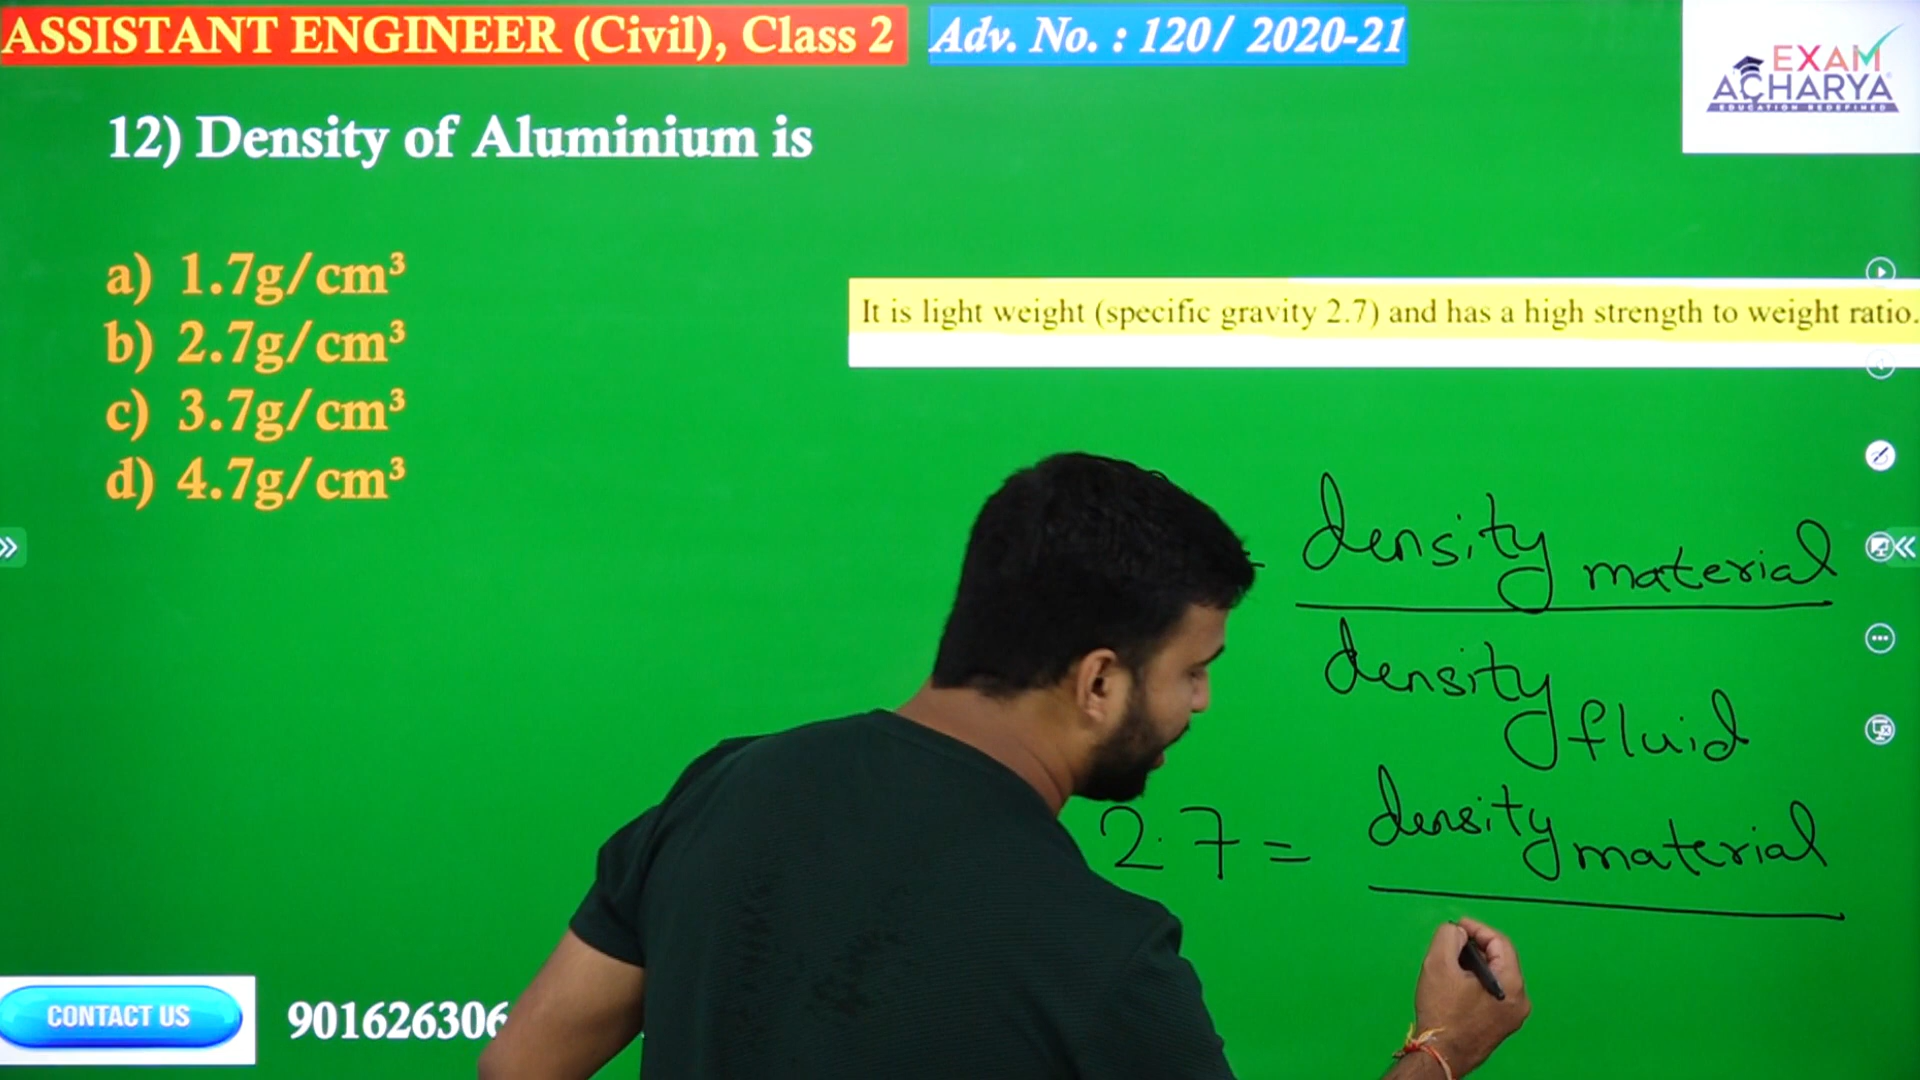 ASSISTANT ENGINEER (Civil), Class 2
Adv. No. : 120/ 2020-21
EXAM
ACHARYA
EDUCATION REDEFINED
12) Density of Aluminium is
a) 1.7g/cm³
b) 2.7g/cm³
c) 3.7g/cm³
d) 4.7g/cm³
It is light weight (specific gravity 2.7) and has a high strength to weight ratio.
density material
density fluid
2.7 = density material
CONTACT US
901626306